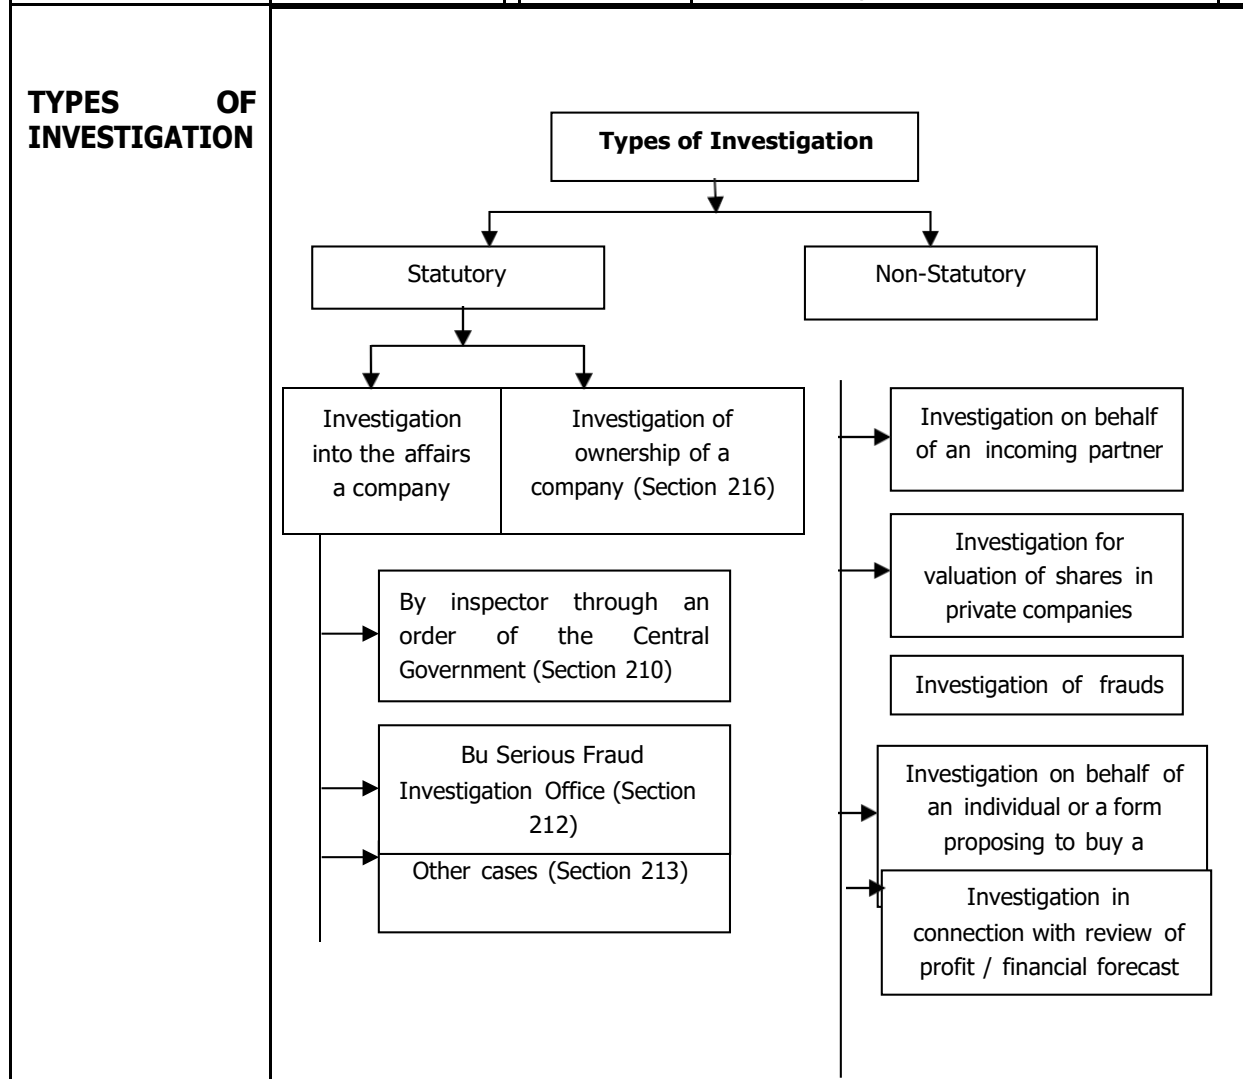 TYPES OF
INVESTIGATION
Types of Investigation
Statutory
Non-Statutory
Investigation
into the affairs
a company
Investigation of
ownership of a
company (Section 216)
By inspector through an
order of the Central
Government (Section 210)
Bu Serious Fraud
Investigation Office (Section
212)
Other cases (Section 213)
Investigation on behalf
of an incoming partner
Investigation for
valuation of shares in
private companies
Investigation of frauds
Investigation on behalf of
an individual or a form
proposing to buy a
Investigation in
connection with review of
profit / financial forecast